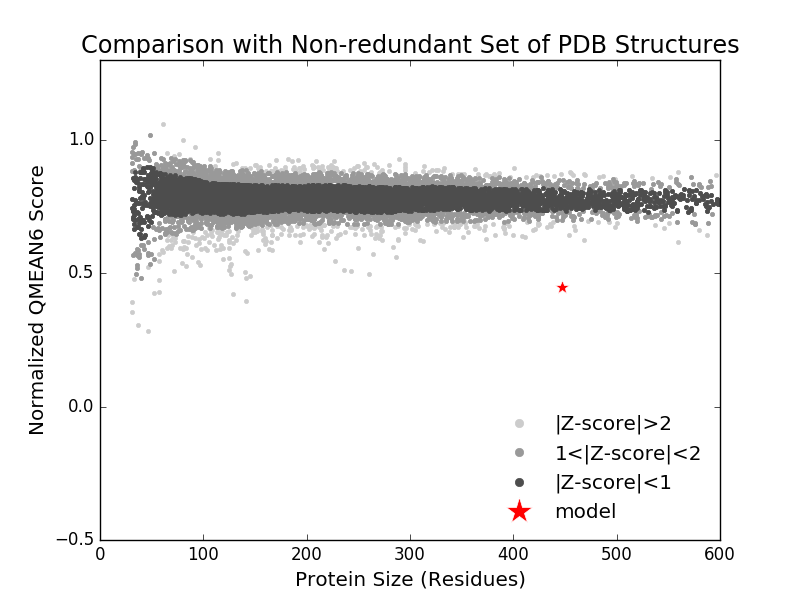 Comparison with Non-redundant Set of PDB Structures
Normalized QMEAN6 Score
1.0
0.5
0.0
−0.5
|Z-score|>2
1<|Z-score|<2
|Z-score|<1
model
0 100 200 300 400 500 600
Protein Size (Residues)